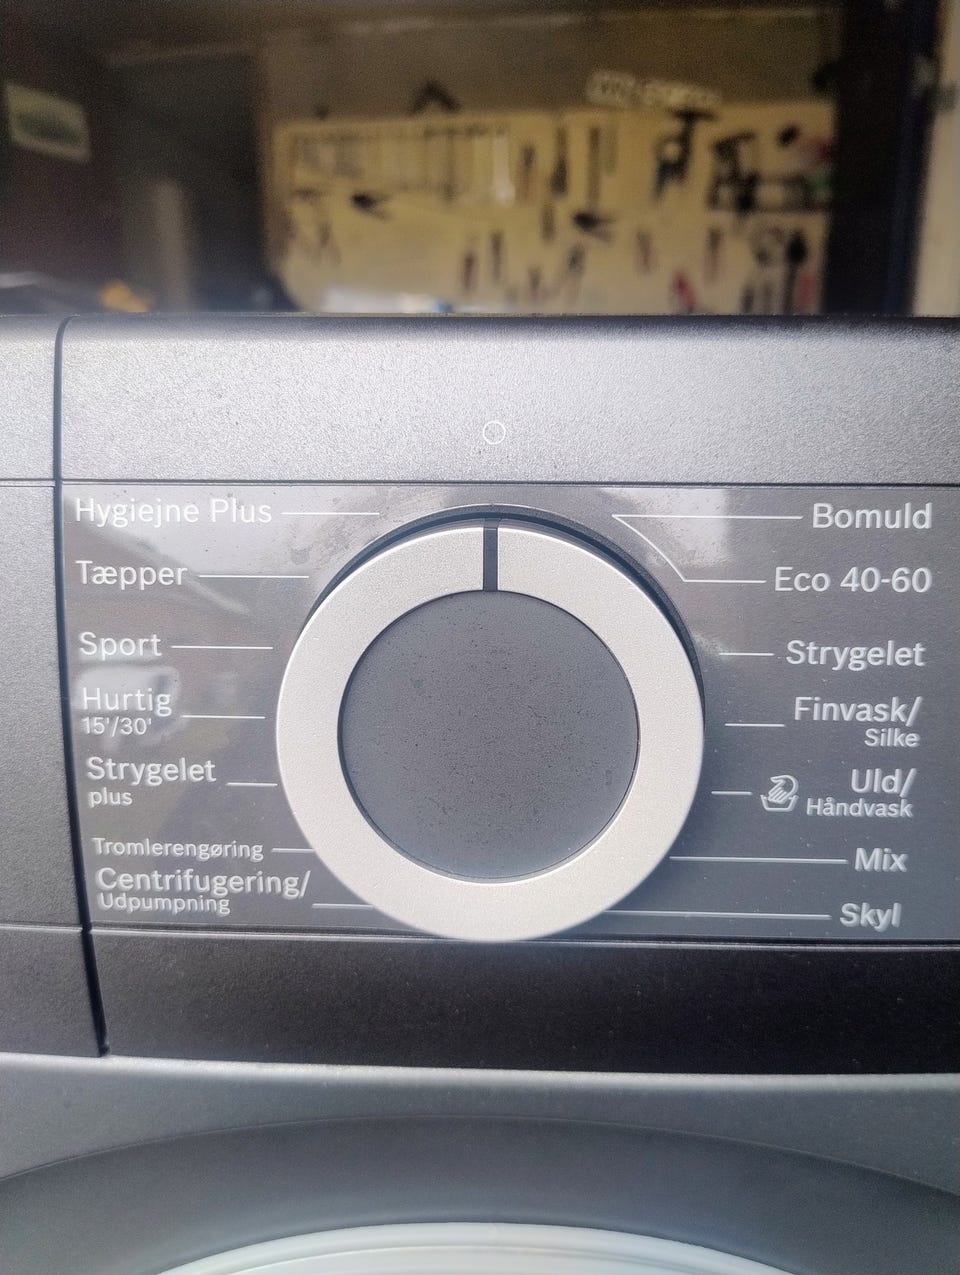 Hygiejne Plus
Tæpper
Sport
Hurtig
15'/30'
Strygelet
plus
Tromlerengøring
Centrifugering/
Udpumpning
Bomuld
Eco 40-60
Strygelet
Finvask/
Silke
Uld/
Håndvask
Mix
Skyl